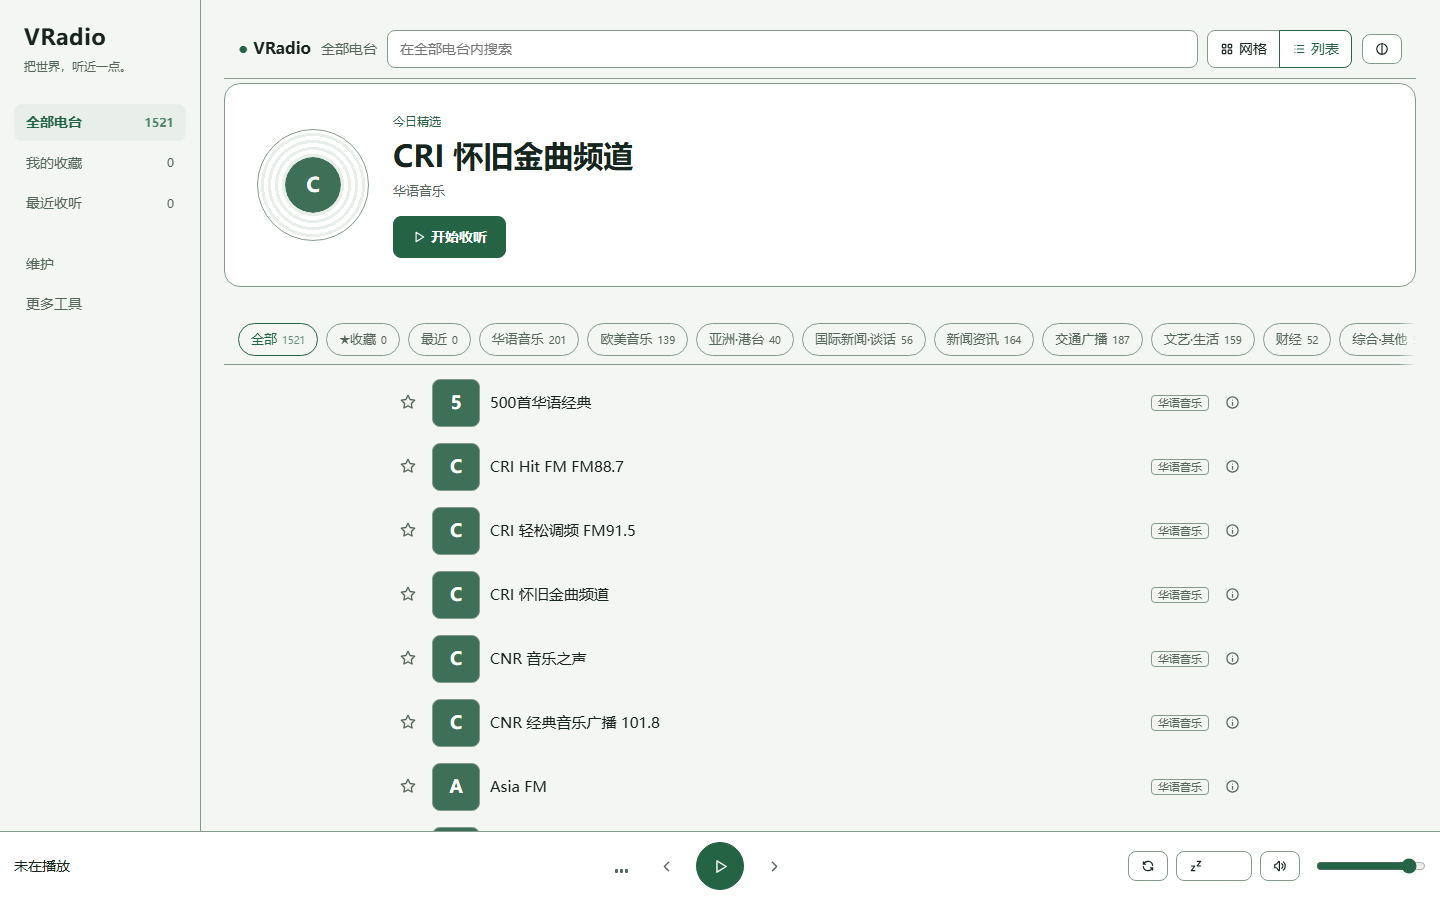 VRadio
把世界，听近一点。
全部电台 1521
我的收藏 0
最近收听 0
维护
更多工具
VRadio 全部电台 在全部电台内搜索 网格 列表
今日精选
C
CRI 怀旧金曲频道
华语音乐
开始收听
全部 1521 ★收藏 0 最近 0 华语音乐 201 欧美音乐 139 亚洲·港台 40 国际新闻·谈话 56 新闻资讯 164 交通广播 187 文艺·生活 159 财经 52 综合·其他
5 500首华语经典 华语音乐
C CRI Hit FM FM88.7 华语音乐
C CRI 轻松调频 FM91.5 华语音乐
C CRI 怀旧金曲频道 华语音乐
C CNR 音乐之声 华语音乐
C CNR 经典音乐广播 101.8 华语音乐
A Asia FM 华语音乐
未在播放 ... zZ